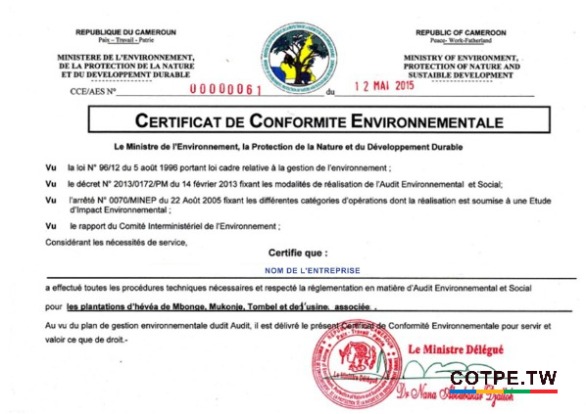 REPUBLIQUE DU CAMEROUN
Paix - Travail - Patrie
MINISTERE DE L'ENVIRONNEMENT,
DE LA PROTECTION DE LA NATURE
ET DU DEVELOPPEMNT DURABLE
REPUBLIC OF CAMEROON
Peace- Work-Fatherland
MINISTRY OF ENVIRONMENT,
PROTECTION OF NATURE AND
SUSTAIBLE DEVELOPMENT
CCE/AES N° 00000061 du 12 MAI 2015
CERTIFICAT DE CONFORMITE ENVIRONNEMENTALE
Le Ministre de l'Environnement, la Protection de la Nature et du Développement Durable
Vu la loi N° 96/12 du 5 août 1996 portant loi cadre relative à la gestion de l'environnement ;
Vu le décret N° 2013/0172/PM du 14 février 2013 fixant les modalités de réalisation de l'Audit Environnemental et Social;
Vu l'arrêté N° 0070/MINEP du 22 Août 2005 fixant les différentes catégories d'opérations dont la réalisation est soumise à une Etude
d'Impact Environnemental ;
Vu le rapport du Comité Interministériel de l'Environnement ;
Considérant les nécessités de service,
Certifie que :
NOM DE L'ENTREPRISE
a effectué toutes les procédures techniques nécessaires et respecté la réglementation en matière d'Audit Environnemental et Social
pour les plantations d'hévéa de Mbonge, Mukonje, Tombel et de l'usine associée .
Au vu du plan de gestion environnementale dudit Audit, il est délivré le présent Certificat de Conformité Environnementale pour servir et
valoir ce que de droit.-
Le Ministre Délégué
COTPE.TW
Dr Nana